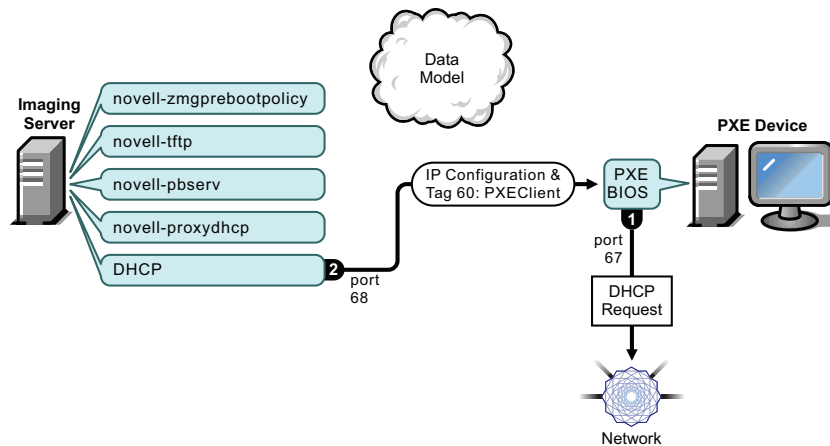 Data
Model
Imaging
Server
novell-zmgprebootpolicy
novell-tftp
novell-pbserv
novell-proxydhcp
DHCP
2
port
68
IP Configuration &
Tag 60: PXEClient
PXE
BIOS
1
port
67
PXE Device
DHCP
Request
Network